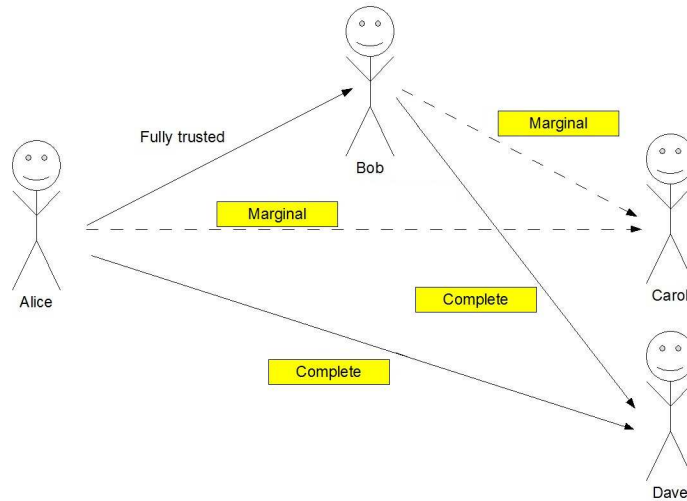 Marginal
Fully trusted
Bob
Marginal
Alice
Carol
Complete
Complete
Dave